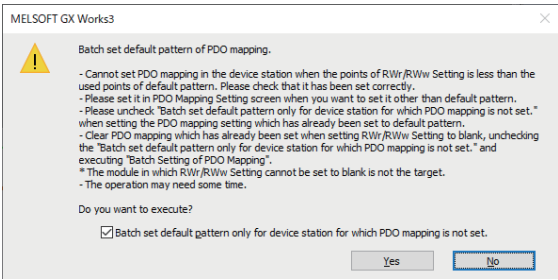 MELSOFT GX Works3
Batch set default pattern of PDO mapping.
- Cannot set PDO mapping in the device station when the points of RWr/RWw Setting is less than the
used points of default pattern. Please check that it has been set correctly.
- Please set it in PDO Mapping Setting screen when you want to set it other than default pattern.
- Please uncheck "Batch set default pattern only for device station for which PDO mapping is not set."
when setting the PDO mapping setting which has already been set to default pattern.
- Clear PDO mapping which has already been set when setting RWr/RWw Setting to blank, unchecking
the "Batch set default pattern only for device station for which PDO mapping is not set." and
executing "Batch Setting of PDO Mapping".
* The module in which RWr/RWw Setting cannot be set to blank is not the target.
- The operation may need some time.
Do you want to execute?
Batch set default pattern only for device station for which PDO mapping is not set.
Yes
No